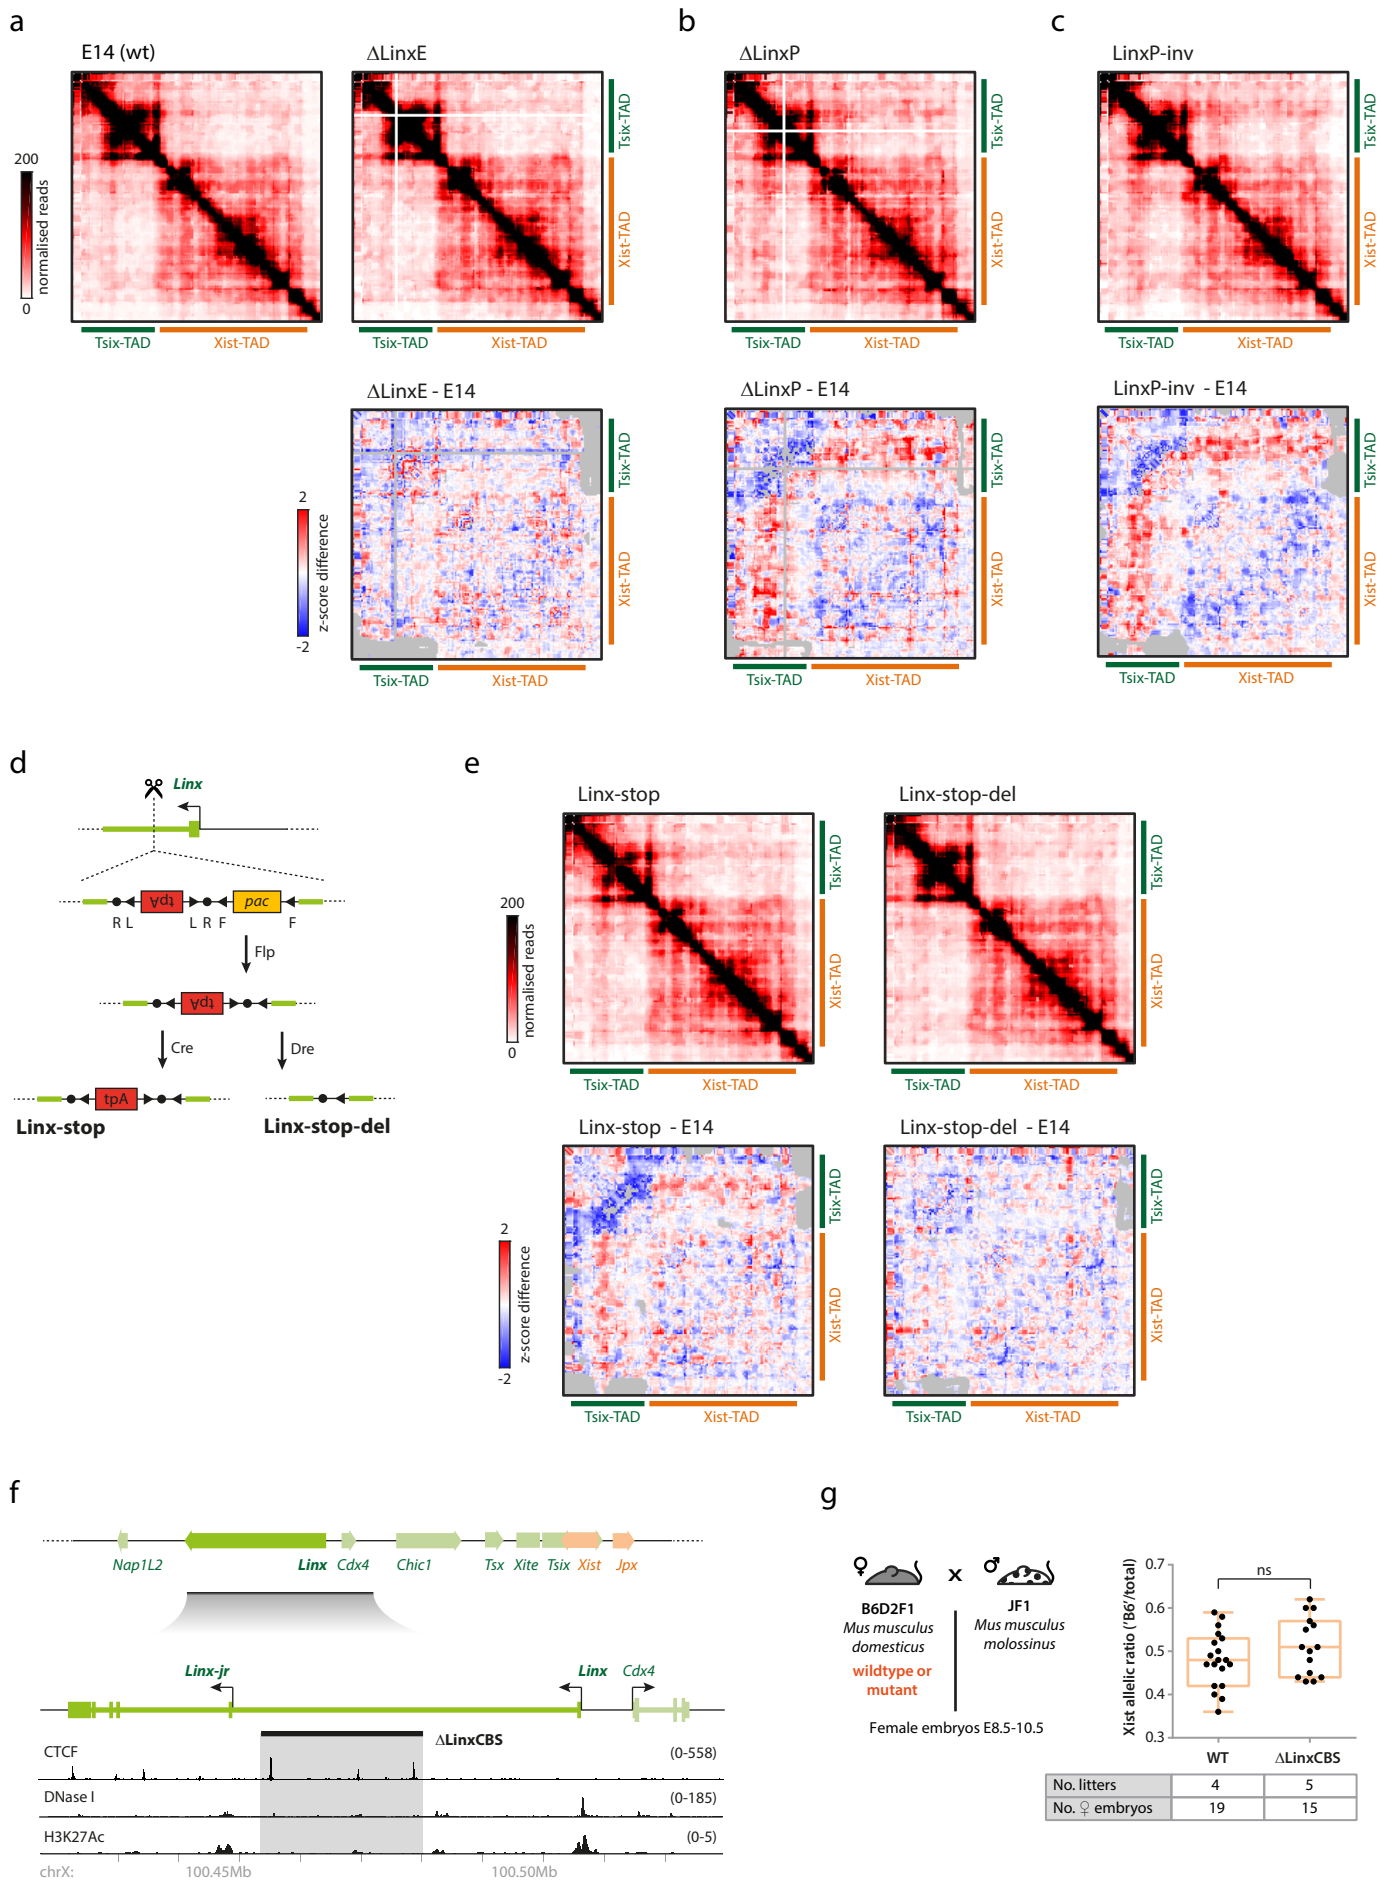 a
b
c
E14 (wt)
ΔLinxE
ΔLinxP
LinxP-inv
200
normalised reads
0
Tsix-TAD
Xist-TAD
Tsix-TAD
Xist-TAD
Tsix-TAD
Xist-TAD
Tsix-TAD
Xist-TAD
Tsix-TAD
Xist-TAD
Tsix-TAD
Xist-TAD
Tsix-TAD
Xist-TAD
ΔLinxE - E14
ΔLinxP - E14
LinxP-inv - E14
2
z-score difference
-2
Tsix-TAD
Xist-TAD
Tsix-TAD
Xist-TAD
Tsix-TAD
Xist-TAD
Tsix-TAD
Xist-TAD
Tsix-TAD
Xist-TAD
Tsix-TAD
Xist-TAD
d
Linx
tpA
pac
R L
L R F
F
Flp
tpA
Cre
Dre
tpA
Linx-stop
Linx-stop-del
e
Linx-stop
Linx-stop-del
200
normalised reads
0
Tsix-TAD
Xist-TAD
Tsix-TAD
Xist-TAD
Tsix-TAD
Xist-TAD
Tsix-TAD
Xist-TAD
Linx-stop - E14
Linx-stop-del - E14
2
z-score difference
-2
Tsix-TAD
Xist-TAD
Tsix-TAD
Xist-TAD
Tsix-TAD
Xist-TAD
Tsix-TAD
Xist-TAD
f
Nap1L2
Linx
Cdx4
Chic1
Tsx
Xite
Tsix
Xist
Jpx
Linx-jr
Linx
Cdx4
ΔLinxCBS
CTCF
(0-558)
DNase I
(0-185)
H3K27Ac
(0-5)
chrX:
100.45Mb
100.50Mb
g
♀
x
♂
B6D2F1
Mus musculus
domesticus
wildtype or
mutant
JF1
Mus musculus
molossinus
Female embryos E8.5-10.5
Xist allelic ratio ('B6'/total)
0.7
0.6
0.5
0.4
0.3
ns
WT
ΔLinxCBS
No. litters 4 5
No. ♀ embryos 19 15